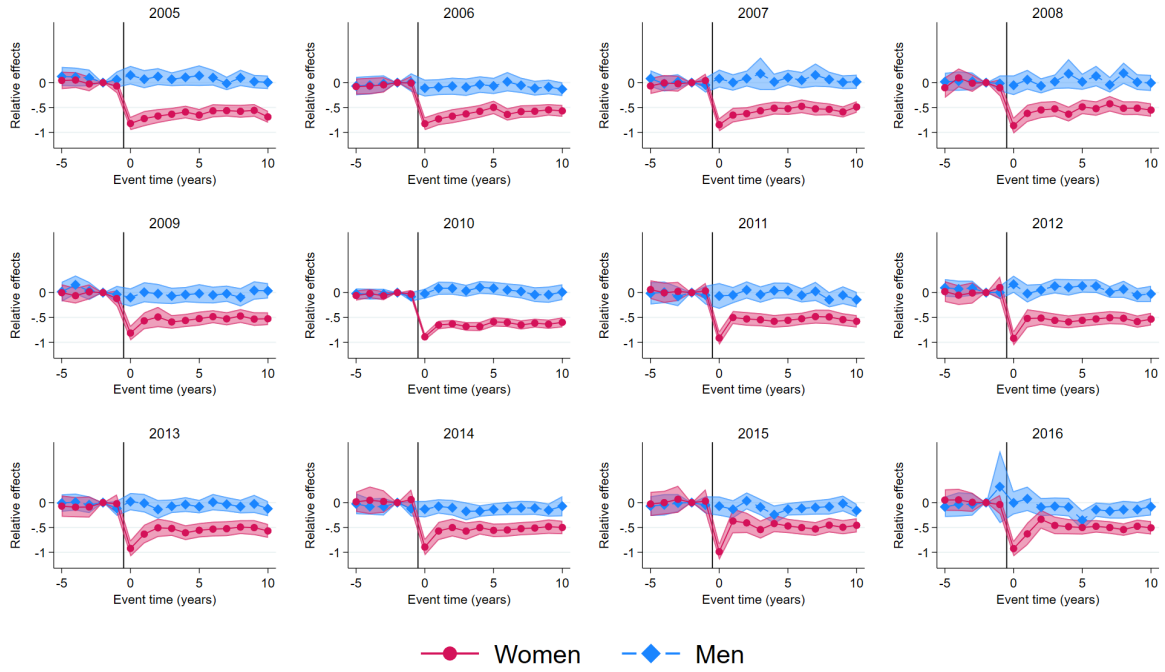 2005 2006 2007 2008
Relative effects Relative effects Relative effects Relative effects
0 0 0 0
-.5 -.5 -.5 -.5
-1 -1 -1 -1
-5 0 5 10 -5 0 5 10 -5 0 5 10 -5 0 5 10
Event time (years) Event time (years) Event time (years) Event time (years)
2009 2010 2011 2012
Relative effects Relative effects Relative effects Relative effects
0 0 0 0
-.5 -.5 -.5 -.5
-1 -1 -1 -1
-5 0 5 10 -5 0 5 10 -5 0 5 10 -5 0 5 10
Event time (years) Event time (years) Event time (years) Event time (years)
2013 2014 2015 2016
Relative effects Relative effects Relative effects Relative effects
0 0 0 0
-.5 -.5 -.5 -.5
-1 -1 -1 -1
-5 0 5 10 -5 0 5 10 -5 0 5 10 -5 0 5 10
Event time (years) Event time (years) Event time (years) Event time (years)
Women Men